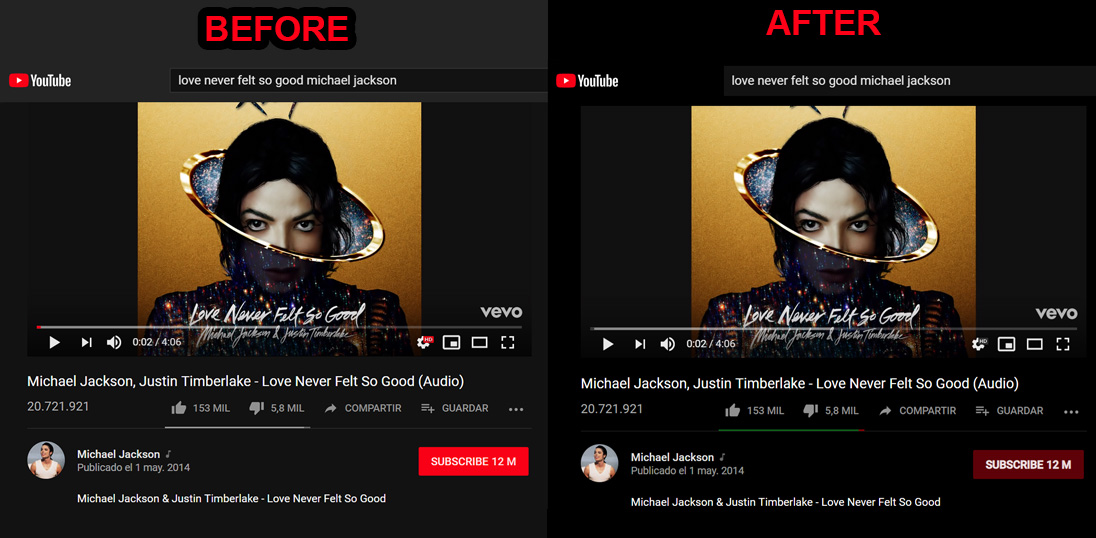 BEFORE
YouTube
love never felt so good michael jackson
Love Never Felt So Good
Michael Jackson & Justin Timberlake
vevo
0:02 / 4:06
HD
Michael Jackson, Justin Timberlake - Love Never Felt So Good (Audio)
20.721.921
153 MIL
5,8 MIL
COMPARTIR
GUARDAR
Michael Jackson
SUBSCRIBE 12 M
Publicado el 1 may. 2014
Michael Jackson & Justin Timberlake - Love Never Felt So Good
AFTER
YouTube
love never felt so good michael jackson
Love Never Felt So Good
Michael Jackson & Justin Timberlake
vevo
0:02 / 4:06
HD
Michael Jackson, Justin Timberlake - Love Never Felt So Good (Audio)
20.721.921
153 MIL
5,8 MIL
COMPARTIR
GUARDAR
Michael Jackson
SUBSCRIBE 12 M
Publicado el 1 may. 2014
Michael Jackson & Justin Timberlake - Love Never Felt So Good